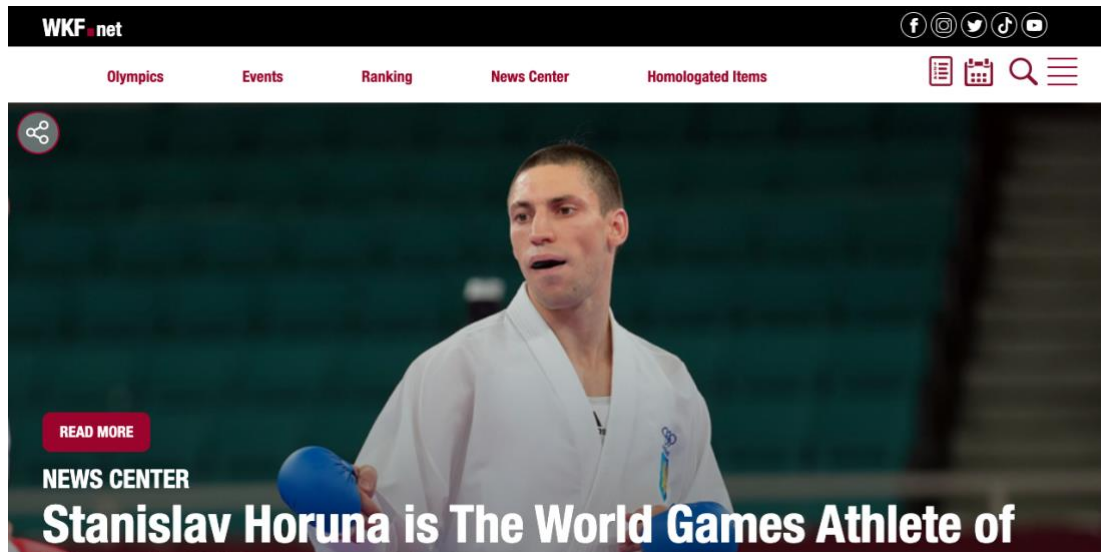 WKF.net
Olympics Events Ranking News Center Homologated Items
READ MORE
NEWS CENTER
Stanislav Horuna is The World Games Athlete of